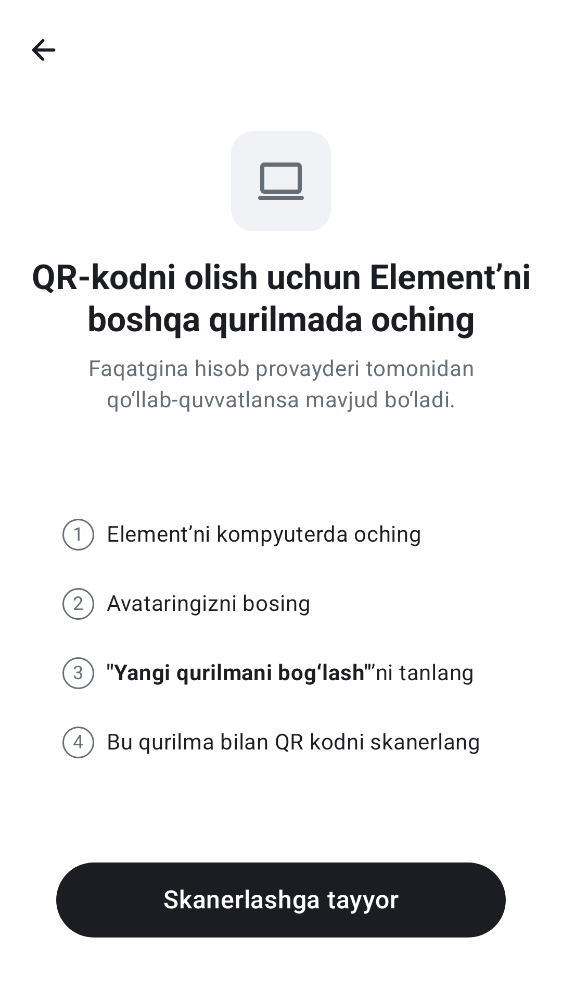 QR-kodni olish uchun Element’ni
boshqa qurilmada oching
Faqatgina hisob provayderi tomonidan
qo‘llab-quvvatlansa mavjud bo‘ladi.
1 Element’ni kompyuterda oching
2 Avataringizni bosing
3 "Yangi qurilmani bog‘lash"’ni tanlang
4 Bu qurilma bilan QR kodni skanerlang
Skanerlashga tayyor